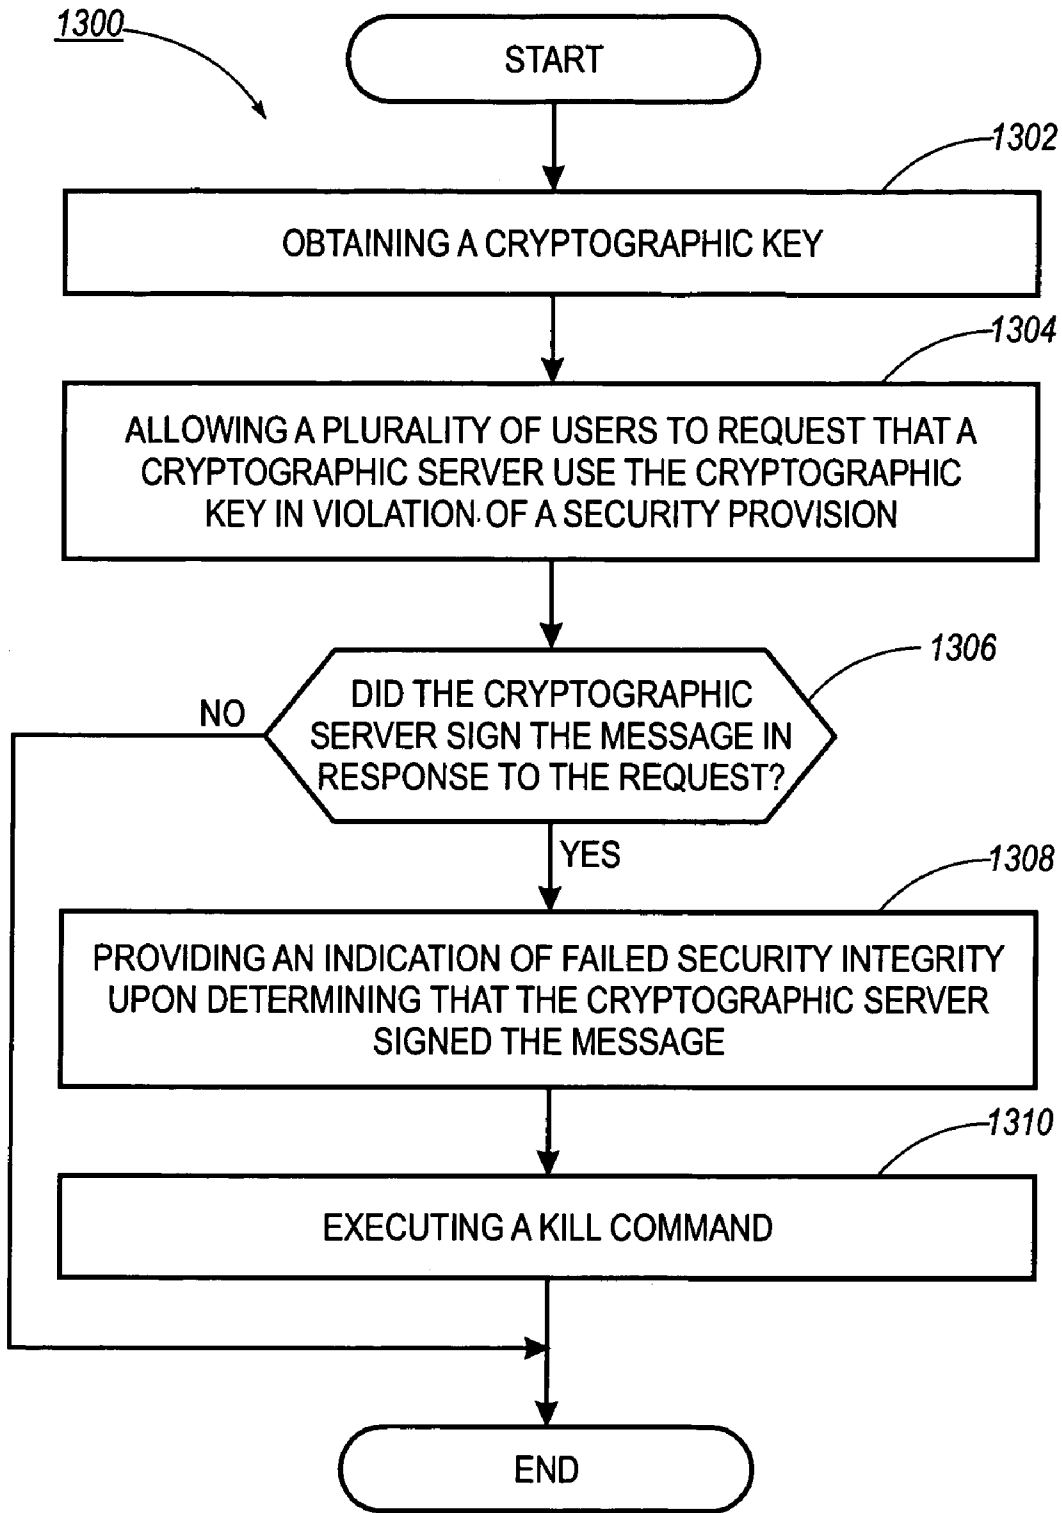 1300
START
1302
OBTAINING A CRYPTOGRAPHIC KEY
1304
ALLOWING A PLURALITY OF USERS TO REQUEST THAT A
CRYPTOGRAPHIC SERVER USE THE CRYPTOGRAPHIC
KEY IN VIOLATION OF A SECURITY PROVISION
1306
DID THE CRYPTOGRAPHIC
SERVER SIGN THE MESSAGE IN
RESPONSE TO THE REQUEST?
NO
YES
1308
PROVIDING AN INDICATION OF FAILED SECURITY INTEGRITY
UPON DETERMINING THAT THE CRYPTOGRAPHIC SERVER
SIGNED THE MESSAGE
1310
EXECUTING A KILL COMMAND
END